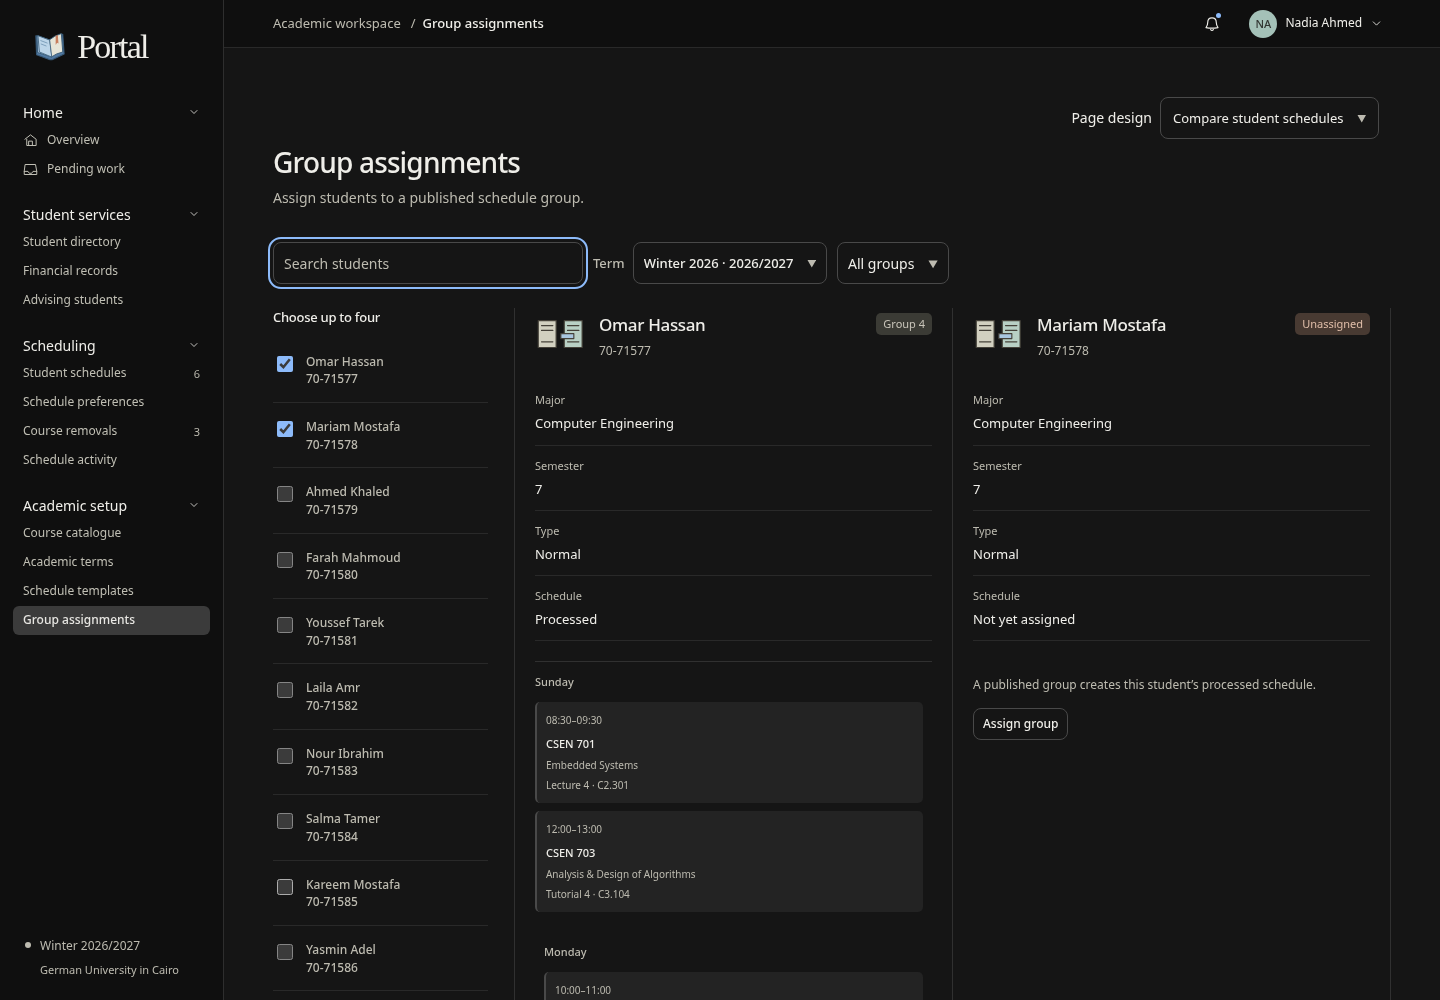 Portal
Home
Overview
Pending work
Student services
Student directory
Financial records
Advising students
Scheduling
Student schedules 6
Schedule preferences
Course removals 3
Schedule activity
Academic setup
Course catalogue
Academic terms
Schedule templates
Group assignments
Winter 2026/2027
German University in Cairo
Academic workspace / Group assignments
NA Nadia Ahmed
Page design Compare student schedules
Group assignments
Assign students to a published schedule group.
Search students Term Winter 2026 · 2026/2027 All groups
Choose up to four
Omar Hassan
70-71577
Mariam Mostafa
70-71578
Ahmed Khaled
70-71579
Farah Mahmoud
70-71580
Youssef Tarek
70-71581
Laila Amr
70-71582
Nour Ibrahim
70-71583
Salma Tamer
70-71584
Kareem Mostafa
70-71585
Yasmin Adel
70-71586
Omar Hassan Group 4
70-71577
Major
Computer Engineering
Semester
7
Type
Normal
Schedule
Processed
Sunday
08:30–09:30
CSEN 701
Embedded Systems
Lecture 4 · C2.301
12:00–13:00
CSEN 703
Analysis & Design of Algorithms
Tutorial 4 · C3.104
Monday
10:00–11:00
Mariam Mostafa Unassigned
70-71578
Major
Computer Engineering
Semester
7
Type
Normal
Schedule
Not yet assigned
A published group creates this student’s processed schedule.
Assign group